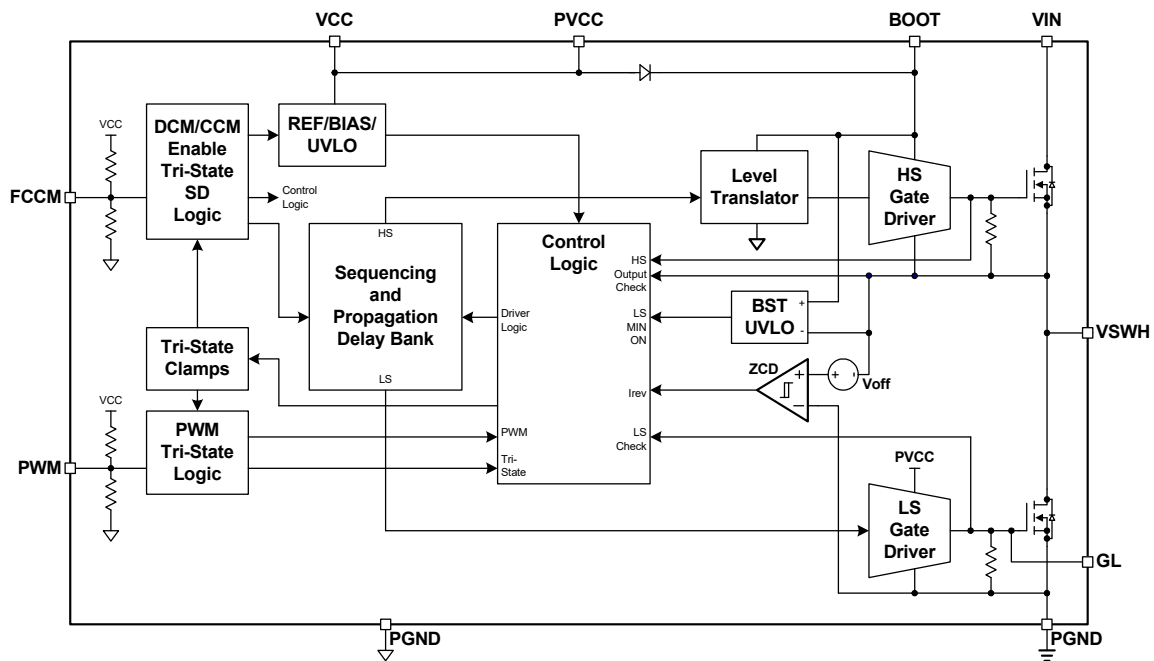 VCC
PVCC
BOOT
VIN
VCC
DCM/CCM
Enable
Tri-State
SD
Logic
REF/BIAS/
UVLO
FCCM
Control
Logic
Level
Translator
HS
Gate
Driver
HS
Sequencing
and
Propagation
Delay Bank
LS
Control
Logic
Driver
Logic
HS
Output
Check
LS
MIN
ON
Irev
LS
Check
PWM
Tri-
State
BST
UVLO
+
-
VSWH
ZCD
+
−
+
-
Voff
Tri-State
Clamps
VCC
PWM
Tri-State
Logic
PWM
PVCC
LS
Gate
Driver
GL
PGND
PGND